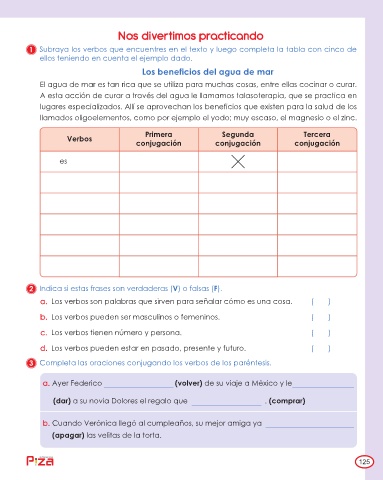 Nos divertimos practicando
1 Subraya los verbos que encuentres en el texto y luego completa la tabla con cinco de
ellos teniendo en cuenta el ejemplo dado.
Los beneficios del agua de mar
El agua de mar es tan rica que se utiliza para muchas cosas, entre ellas cocinar o curar.
A esta acción de curar a través del agua le llamamos talasoterapia, que se practica en
lugares especializados. Allí se aprovechan los beneficios que existen para la salud de los
llamados oligoelementos, como por ejemplo el yodo; muy escaso, el magnesio o el zinc.
Verbos Primera conjugación Segunda conjugación Tercera conjugación
es
2 Indica si estas frases son verdaderas (V) o falsas (F).
a. Los verbos son palabras que sirven para señalar cómo es una cosa. ( )
b. Los verbos pueden ser masculinos o femeninos. ( )
c. Los verbos tienen número y persona. ( )
d. Los verbos pueden estar en pasado, presente y futuro. ( )
3 Completa las oraciones conjugando los verbos de los paréntesis.
a. Ayer Federico ________________ (volver) de su viaje a México y le ______________
(dar) a su novia Dolores el regalo que ________________ . (comprar)
b. Cuando Verónica llegó al cumpleaños, su mejor amiga ya ____________________
(apagar) las velitas de la torta.
P:za
125